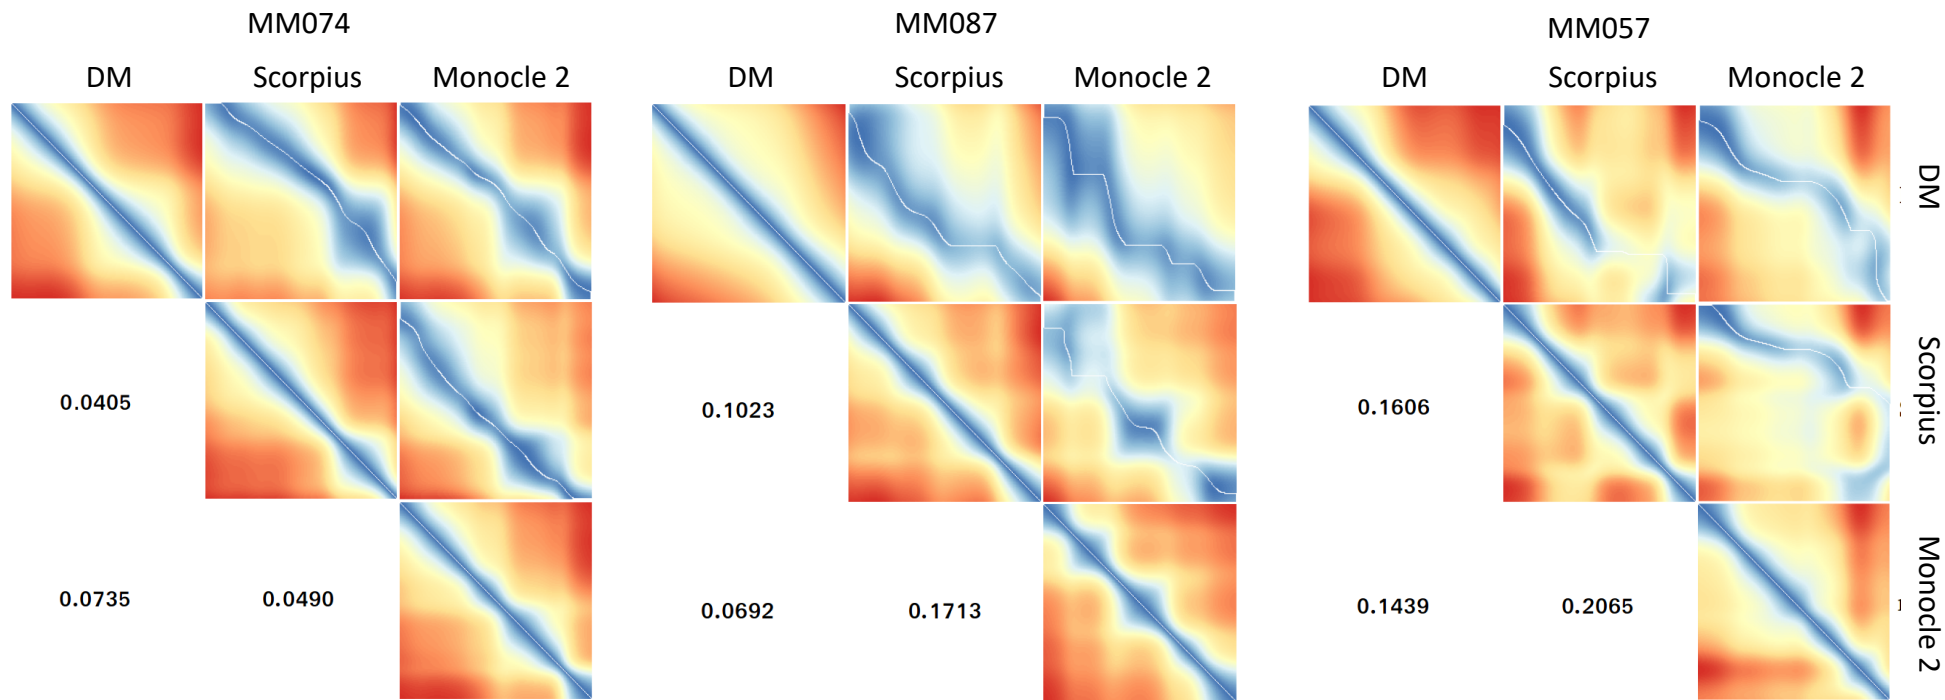 MM074
MM087
MM057
DM Scorpius Monocle 2
DM Scorpius Monocle 2
DM Scorpius Monocle 2
DM
Scorpius
0.0405
0.1023
0.1606
Monocle 2
0.0735 0.0490
0.0692 0.1713
0.1439 0.2065